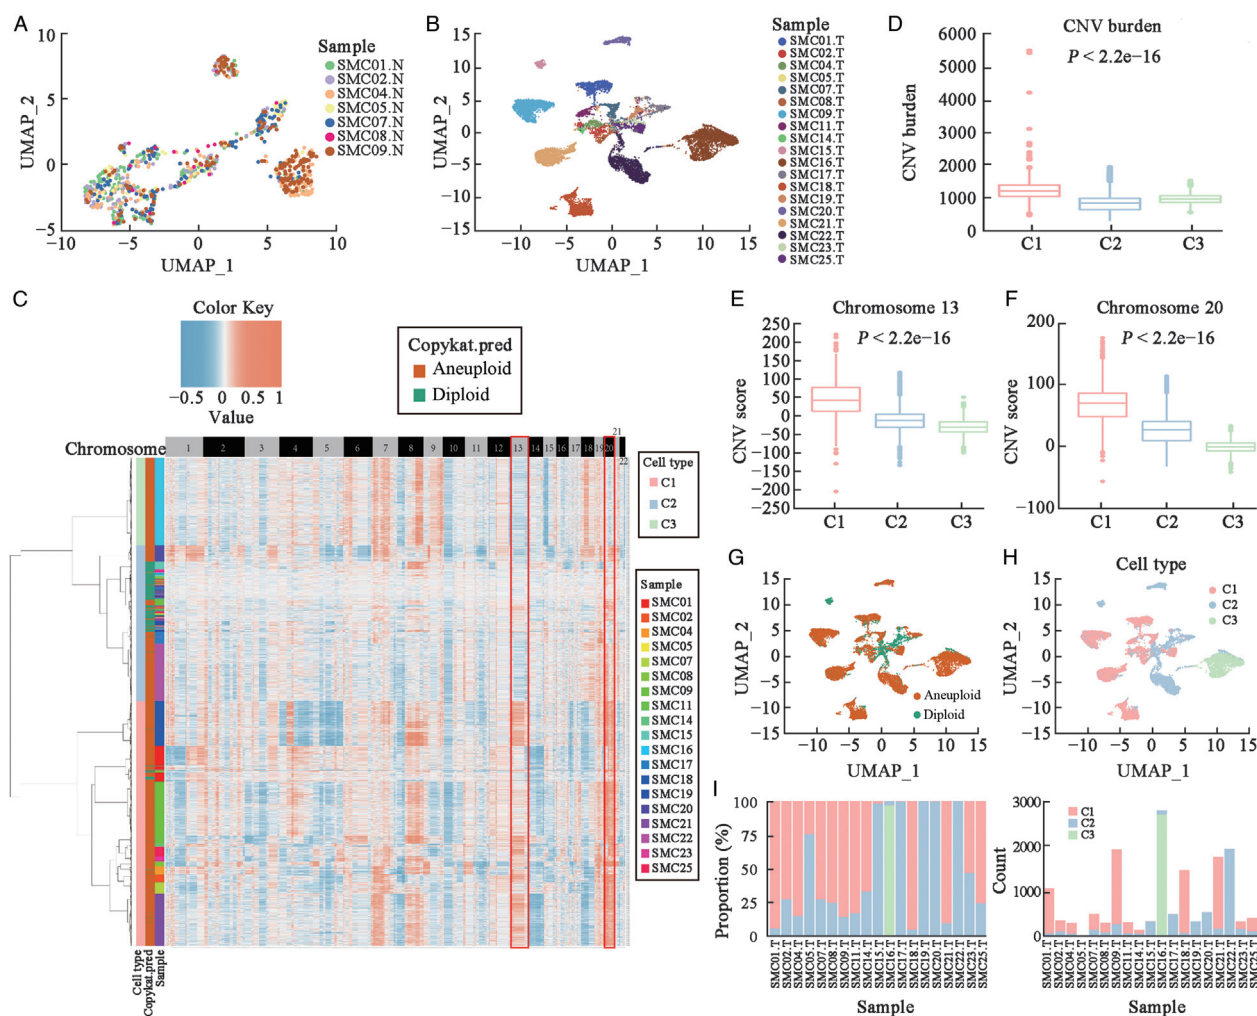 A
10
5
0
−5
−10
−5
0
5
10
UMAP_2
UMAP_1
Sample
SMC01.N
SMC02.N
SMC04.N
SMC05.N
SMC07.N
SMC08.N
SMC09.N
B
15
10
5
0
−5
−10
−15
−10
−5
0
5
10
15
UMAP_2
UMAP_1
Sample
SMC01.T
SMC02.T
SMC04.T
SMC05.T
SMC07.T
SMC08.T
SMC09.T
SMC11.T
SMC14.T
SMC15.T
SMC16.T
SMC17.T
SMC18.T
SMC19.T
SMC20.T
SMC21.T
SMC22.T
SMC23.T
SMC25.T
D
CNV burden
P < 2.2e−16
6000
5000
4000
3000
2000
1000
0
CNV burden
C1 C2 C3
C
Color Key
−0.5 0 0.5 1
Value
Copykat.pred
Aneuploid
Diploid
Chromosome
1 2 3 4 5 6 7 8 9 10 11 12 13 14 15 16 17 18 19 20 21 22
Cell type
C1
C2
C3
Sample
SMC01
SMC02
SMC04
SMC05
SMC07
SMC08
SMC09
SMC11
SMC14
SMC15
SMC16
SMC17
SMC18
SMC19
SMC20
SMC21
SMC22
SMC23
SMC25
Cell type
Copykat.pred
Sample
E
Chromosome 13
P < 2.2e−16
250
200
150
100
50
0
−50
−100
−150
−200
−250
CNV score
C1 C2 C3
F
Chromosome 20
P < 2.2e−16
200
100
0
−100
CNV score
C1 C2 C3
G
15
10
5
0
−5
−10
−15
−10 −5 0 5 10 15
UMAP_2
UMAP_1
Aneuploid
Diploid
H
Cell type
C1
C2
C3
15
10
5
0
−5
−10
−15
−10 −5 0 5 10 15
UMAP_2
UMAP_1
I
100
75
50
25
0
Proportion (%)
SMC01.T
SMC02.T
SMC04.T
SMC05.T
SMC07.T
SMC08.T
SMC09.T
SMC11.T
SMC14.T
SMC15.T
SMC16.T
SMC17.T
SMC18.T
SMC19.T
SMC20.T
SMC21.T
SMC22.T
SMC23.T
SMC25.T
Sample
3000
2000
1000
0
Count
C1
C2
C3
SMC01.T
SMC02.T
SMC04.T
SMC05.T
SMC07.T
SMC08.T
SMC09.T
SMC11.T
SMC14.T
SMC15.T
SMC16.T
SMC17.T
SMC18.T
SMC19.T
SMC20.T
SMC21.T
SMC22.T
SMC23.T
SMC25.T
Sample